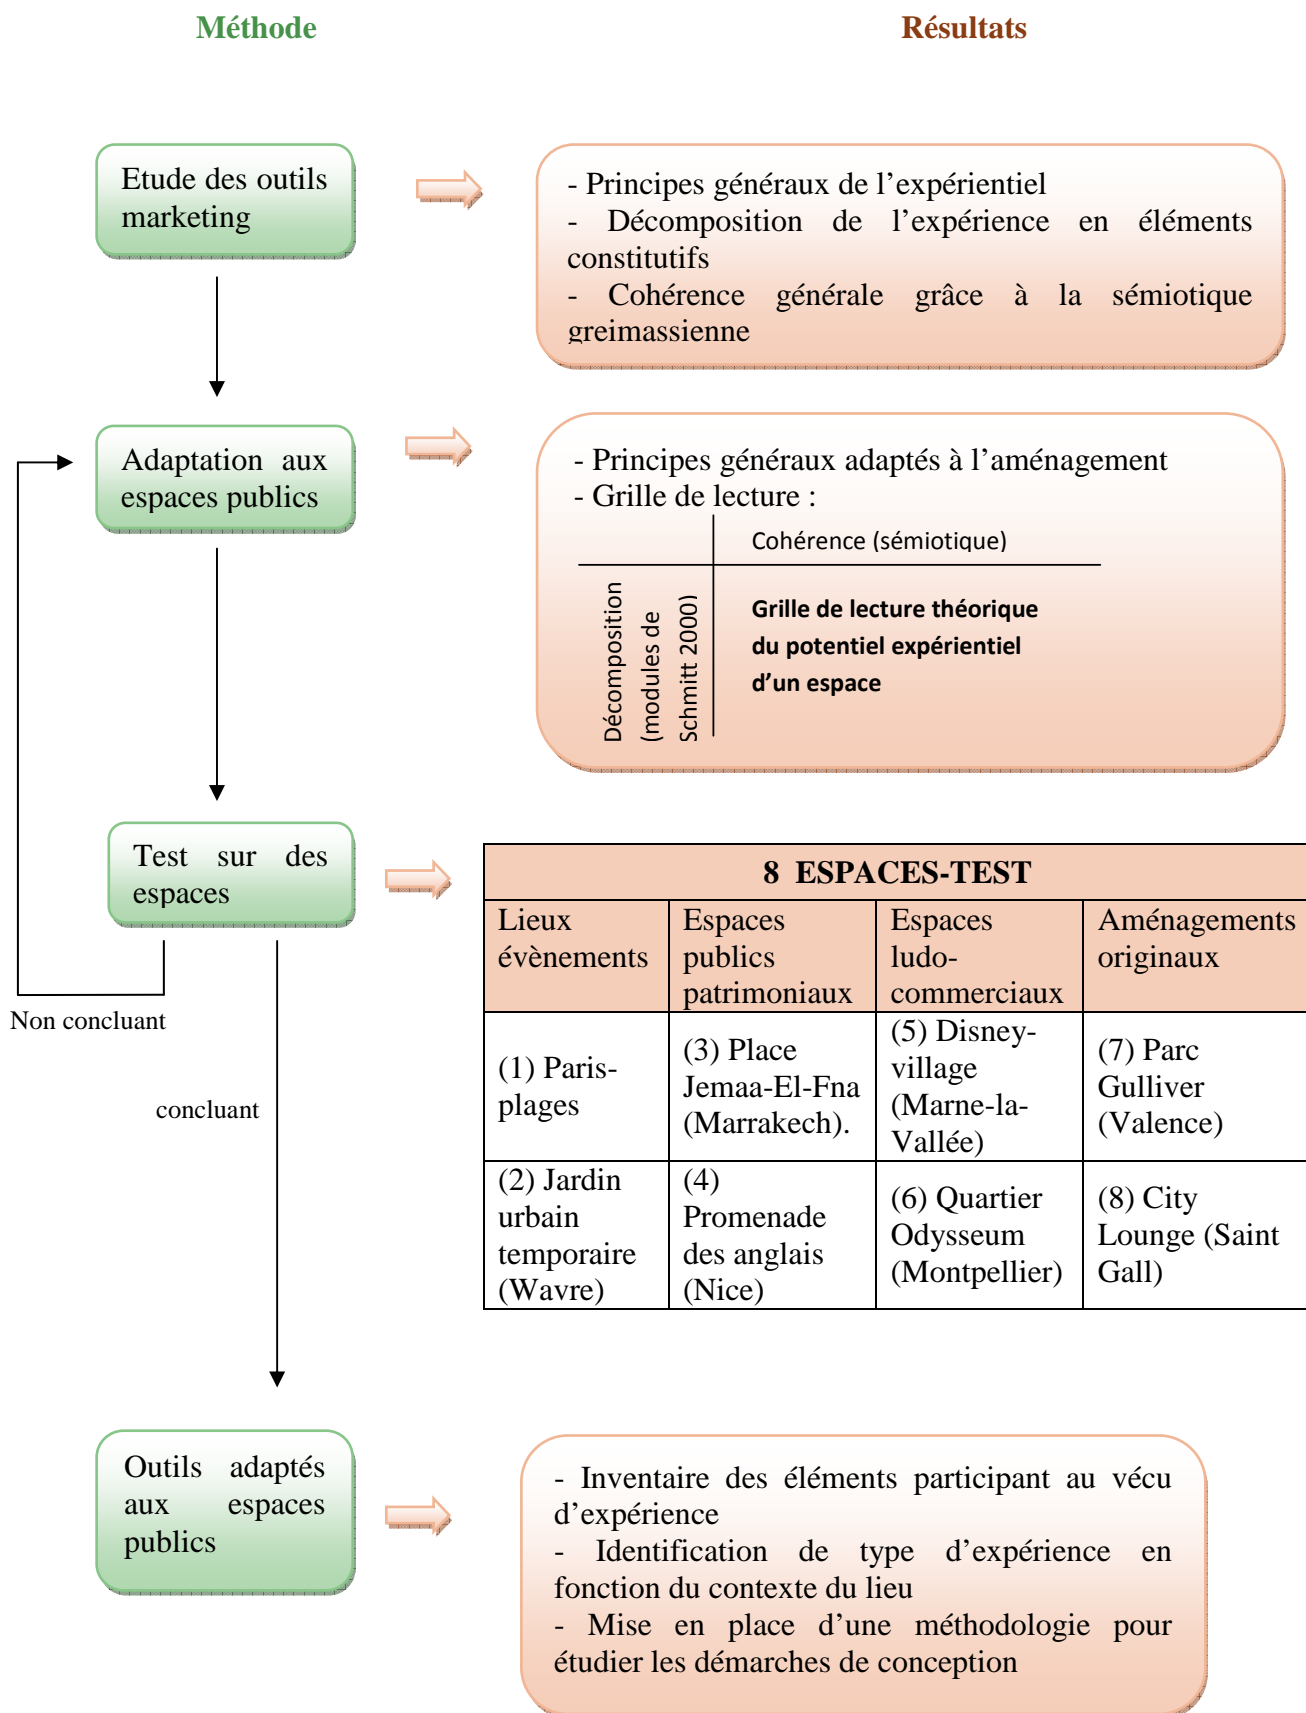 Méthode
Résultats
Etude des outils
marketing
- Principes généraux de l’expérientiel
- Décomposition de l’expérience en éléments
constitutifs
- Cohérence générale grâce à la sémiotique
greimassienne
Adaptation aux
espaces publics
- Principes généraux adaptés à l’aménagement
- Grille de lecture :
Cohérence (sémiotique)
Décomposition
(modules de
Schmitt 2000)
Grille de lecture théorique
du potentiel expérientiel
d’un espace
Test sur des
espaces
8 ESPACES-TEST
Lieux
évènements
Espaces
publics
patrimoniaux
Espaces
ludo-
commerciaux
Aménagements
originaux
(1) Paris-
plages
(3) Place
Jemaa-El-Fna
(Marrakech).
(5) Disney-
village
(Marne-la-
Vallée)
(7) Parc
Gulliver
(Valence)
(2) Jardin
urbain
temporaire
(Wavre)
(4)
Promenade
des anglais
(Nice)
(6) Quartier
Odysseum
(Montpellier)
(8) City
Lounge (Saint
Gall)
Non concluant
concluant
Outils adaptés
aux espaces
publics
- Inventaire des éléments participant au vécu
d’expérience
- Identification de type d’expérience en
fonction du contexte du lieu
- Mise en place d’une méthodologie pour
étudier les démarches de conception